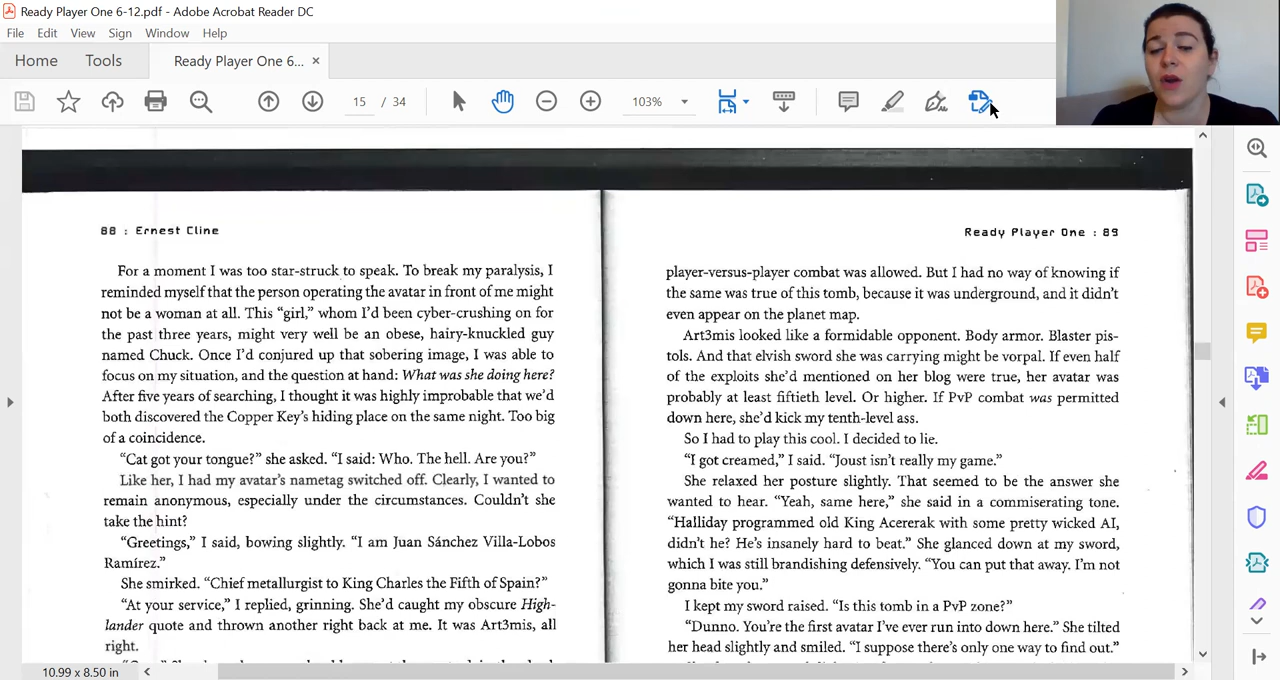 Ready Player One 6-12.pdf - Adobe Acrobat Reader DC
File Edit View Sign Window Help
Home Tools Ready Player One 6... ×
15 / 34 103%
88 : Ernest Cline
For a moment I was too star-struck to speak. To break my paralysis, I
reminded myself that the person operating the avatar in front of me might
not be a woman at all. This “girl,” whom I’d been cyber-crushing on for
the past three years, might very well be an obese, hairy-knuckled guy
named Chuck. Once I’d conjured up that sobering image, I was able to
focus on my situation, and the question at hand: What was she doing here?
After five years of searching, I thought it was highly improbable that we’d
both discovered the Copper Key’s hiding place on the same night. Too big
of a coincidence.
“Cat got your tongue?” she asked. “I said: Who. The hell. Are you?”
Like her, I had my avatar’s nametag switched off. Clearly, I wanted to
remain anonymous, especially under the circumstances. Couldn’t she
take the hint?
“Greetings,” I said, bowing slightly. “I am Juan Sánchez Villa-Lobos
Ramírez.”
She smirked. “Chief metallurgist to King Charles the Fifth of Spain?”
“At your service,” I replied, grinning. She’d caught my obscure High-
lander quote and thrown another right back at me. It was Art3mis, all
right.
Ready Player One : 89
player-versus-player combat was allowed. But I had no way of knowing if
the same was true of this tomb, because it was underground, and it didn’t
even appear on the planet map.
Art3mis looked like a formidable opponent. Body armor. Blaster pis-
tols. And that elvish sword she was carrying might be vorpal. If even half
of the exploits she’d mentioned on her blog were true, her avatar was
probably at least fiftieth level. Or higher. If PvP combat was permitted
down here, she’d kick my tenth-level ass.
So I had to play this cool. I decided to lie.
“I got creamed,” I said. “Joust isn’t really my game.”
She relaxed her posture slightly. That seemed to be the answer she
wanted to hear. “Yeah, same here,” she said in a commiserating tone.
“Halliday programmed old King Acererak with some pretty wicked AI,
didn’t he? He’s insanely hard to beat.” She glanced down at my sword,
which I was still brandishing defensively. “You can put that away. I’m not
gonna bite you.”
I kept my sword raised. “Is this tomb in a PvP zone?”
“Dunno. You’re the first avatar I’ve ever run into down here.” She tilted
her head slightly and smiled. “I suppose there’s only one way to find out.”
10.99 x 8.50 in